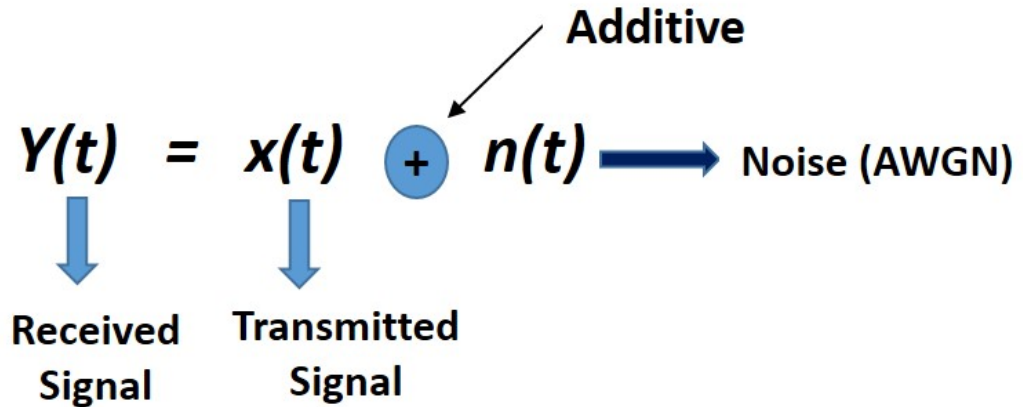 Additive
Y(t) = x(t) + n(t) Noise (AWGN)
Received Transmitted
Signal Signal